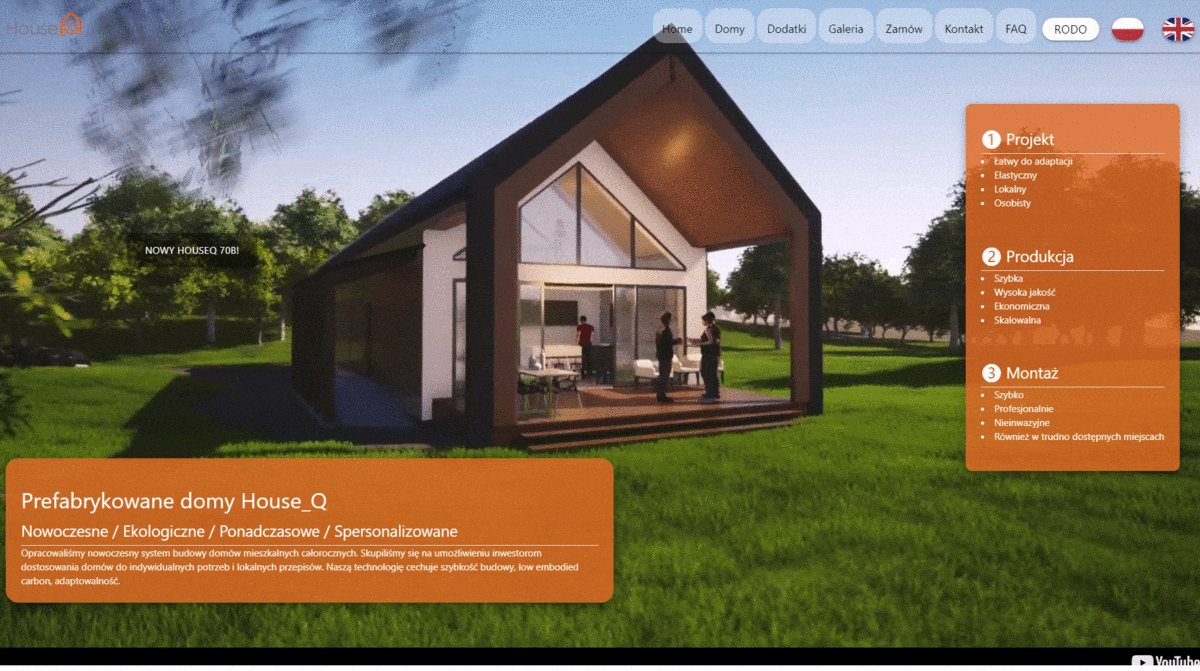 House Q
Home
Domy
Dodatki
Galeria
Zamów
Kontakt
FAQ
RODO
NOWY HOUSEQ 70B!
1 Projekt
Łatwy do adaptacji
Elastyczny
Lokalny
Osobisty
2 Produkcja
Szybka
Wysoka jakość
Ekonomiczna
Skalowalna
3 Montaż
Szybko
Profesjonalnie
Nieinwazyjne
Również w trudno dostępnych miejscach
Prefabrykowane domy House_Q
Nowoczesne / Ekologiczne / Ponadczasowe / Spersonalizowane
Opracowaliśmy nowoczesny system budowy domów mieszkalnych całorocznych. Skupiliśmy się na umożliwieniu inwestorom
dostosowania domów do indywidualnych potrzeb i lokalnych przepisów. Naszą technologię cechuje szybkość budowy, low embodied
carbon, adaptowalność.
YouTube